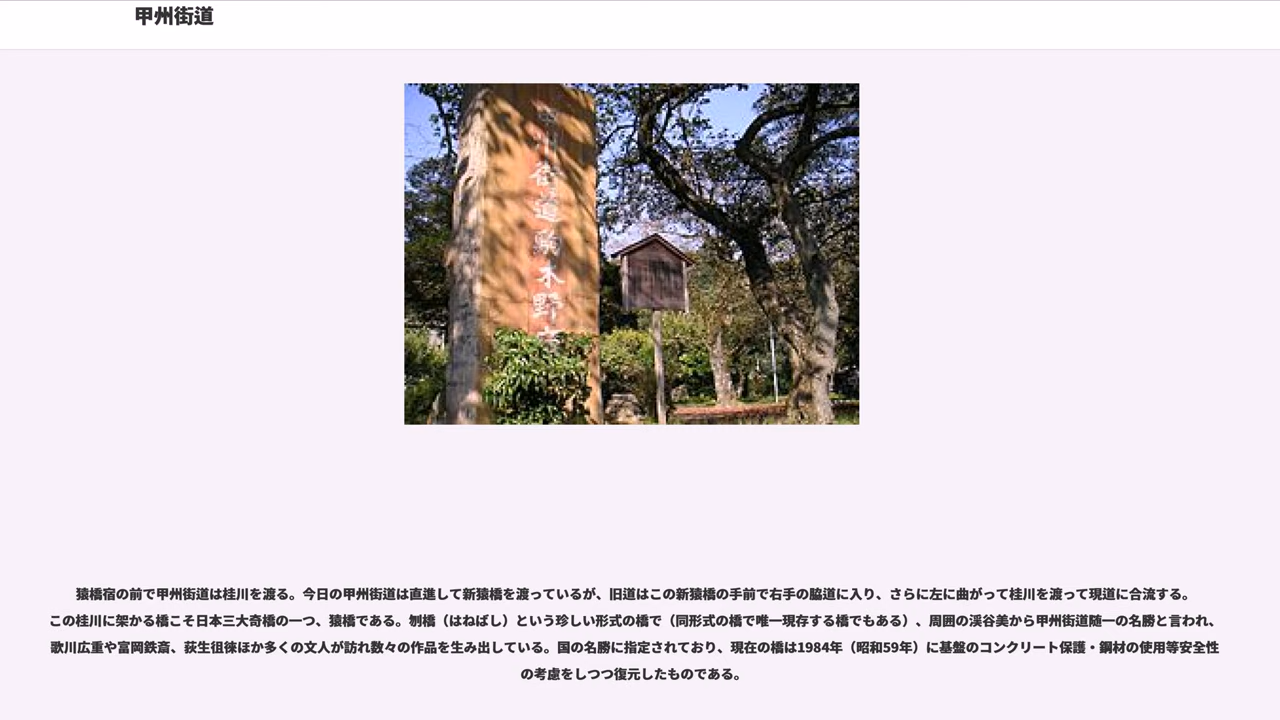 甲州街道
甲州街道駒木野
猿橋宿の前で甲州街道は桂川を渡る。今日の甲州街道は直進して新猿橋を渡っているが、旧道はこの新猿橋の手前で右手の脇道に入り、さらに左に曲がって桂川を渡って現道に合流する。
この桂川に架かる橋こそ日本三大奇橋の一つ、猿橋である。刎橋（はねばし）という珍しい形式の橋で（同形式の橋で唯一現存する橋でもある）、周囲の渓谷美から甲州街道随一の名勝と言われ、
歌川広重や富岡鉄斎、荻生徂徠ほか多くの文人が訪れ数々の作品を生み出している。国の名勝に指定されており、現在の橋は1984年（昭和59年）に基盤のコンクリート保護・鋼材の使用等安全性
の考慮をしつつ復元したものである。